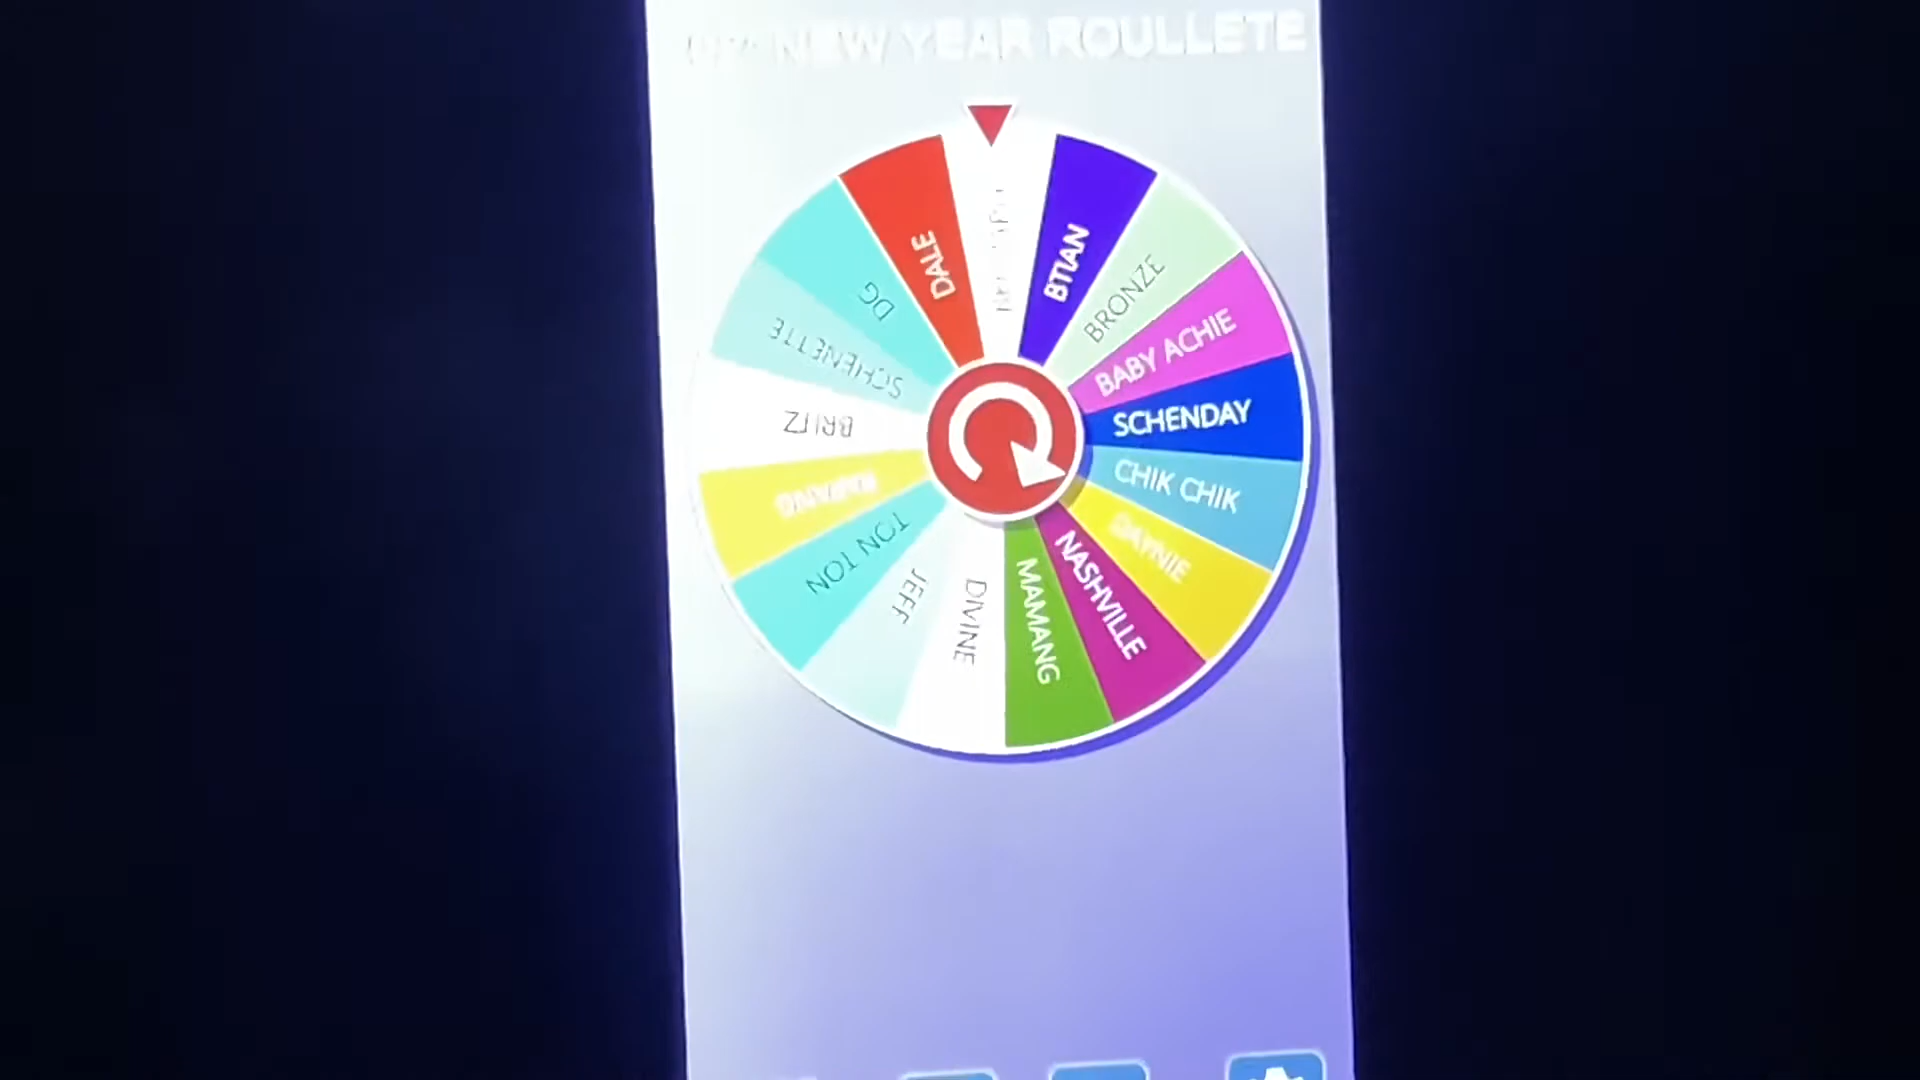 NEW YEAR ROULLETE
BTIAN
BRONZE
BABY ACHIE
SCHENDAY
CHIK CHIK
DAYNIE
NASHVILLE
MAMANG
DIVINE
JEFF
TON TON
BRITZ
SCHENETTE
DG
DALE